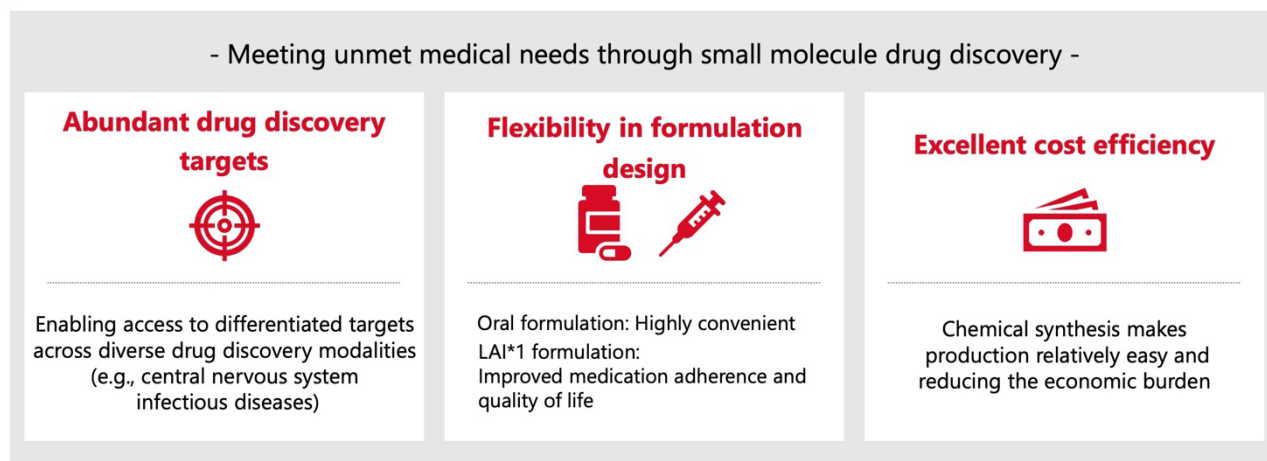 - Meeting unmet medical needs through small molecule drug discovery -
Abundant drug discovery
targets
Enabling access to differentiated targets
across diverse drug discovery modalities
(e.g., central nervous system
infectious diseases)
Flexibility in formulation
design
Oral formulation: Highly convenient
LAI*1 formulation:
Improved medication adherence and
quality of life
Excellent cost efficiency
Chemical synthesis makes
production relatively easy and
reducing the economic burden